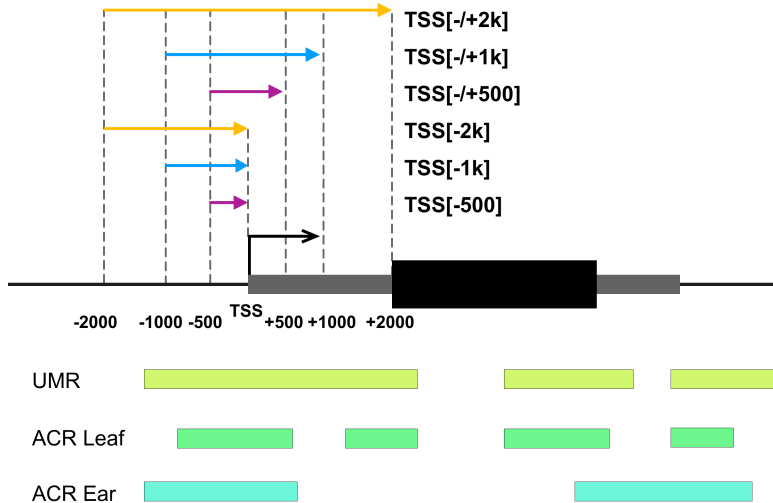 TSS[-/+2k]
TSS[-/+1k]
TSS[-/+500]
TSS[-2k]
TSS[-1k]
TSS[-500]
-2000 -1000 -500 TSS +500 +1000 +2000
UMR
ACR Leaf
ACR Ear